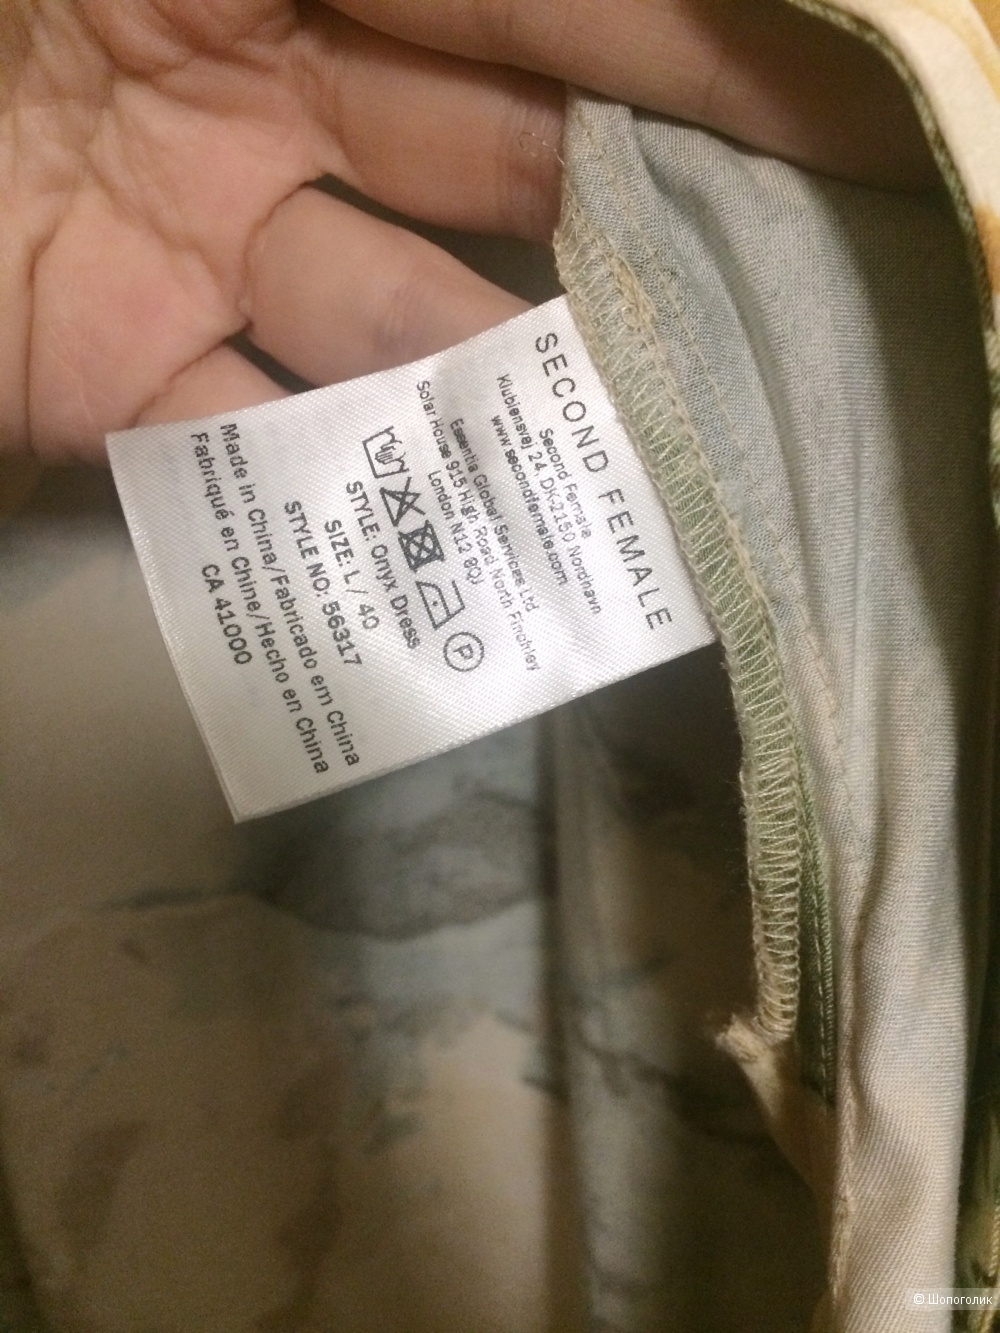 SECOND FEMALE
Second Female
Klubiensvej 24, DK-2150 Nordhavn
www.secondfemale.com
Essentia Global Services Ltd
Solar House 915 High Road North Finchley
London N12 8QJ
P
STYLE: Onyx Dress
SIZE: L / 40
STYLE NO: 56317
Made in China/Fabricado em China
Fabriqué en Chine/Hecho en China
CA 41000
© Шопоголик